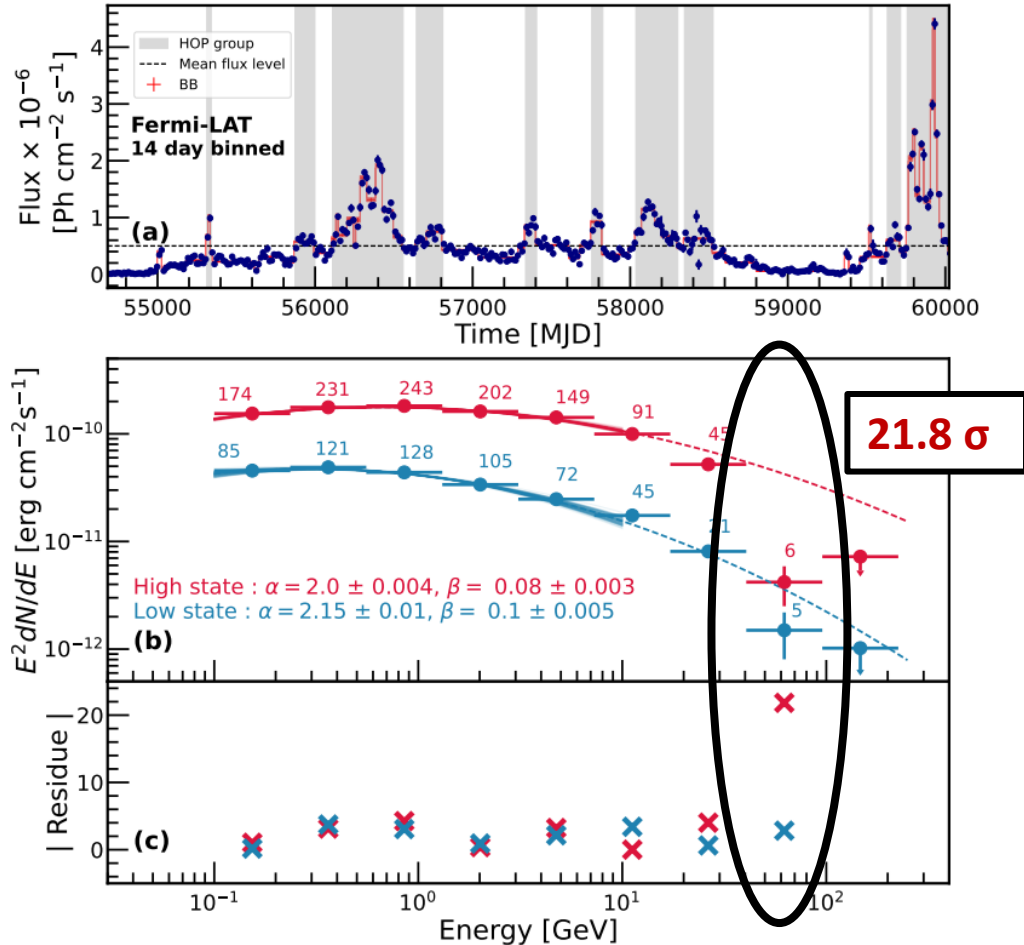 HOP group
Mean flux level
BB
Fermi-LAT
14 day binned
(a)
Flux × 10⁻⁶
[Ph cm⁻² s⁻¹]
4
3
2
1
0
55000 56000 57000 58000 59000 60000
Time [MJD]
E²dN/dE [erg cm⁻²s⁻¹]
10⁻¹⁰
10⁻¹¹
10⁻¹²
174 231 243 202 149 91 45
85 121 128 105 72 45 21
6
5
21.8 σ
High state : α = 2.0 ± 0.004, β = 0.08 ± 0.003
Low state : α = 2.15 ± 0.01, β = 0.1 ± 0.005
(b)
| Residue |
20
10
0
(c)
10⁻¹ 10⁰ 10¹ 10²
Energy [GeV]